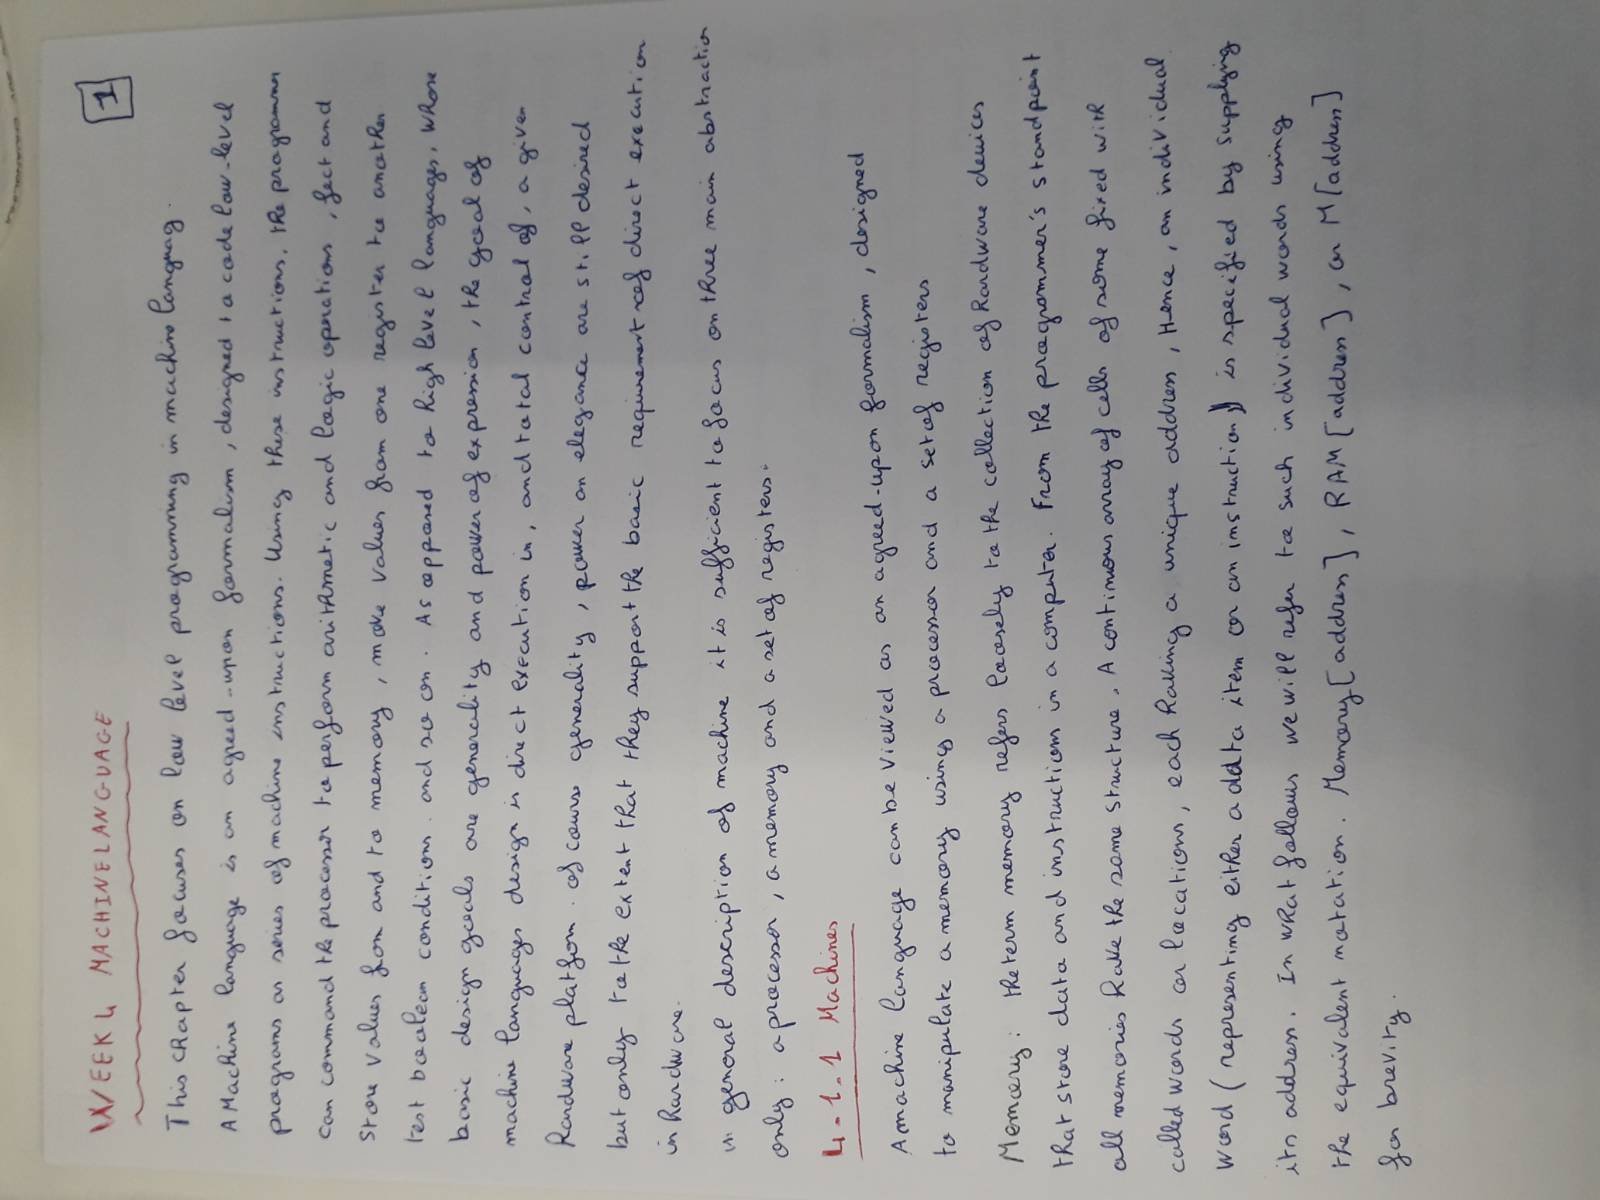 1
WEEK 4 MACHINE LANGUAGE
This chapter focuses on low level programming in machine languag.
A Machine language is an agreed-upon formalism, designed to code low-level
programs as series of machine instructions. Using these instructions, the programmer
can command the processor to perform arithmetic and logic operations, fect and
store values from and to memory, move values from one register to another
test boolean conditions. and so on. As opposed to high level languages, whose
basic design goals are generality and power of expression, the goal of
machine languages design is direct execution in, and total control of, a given
hardware platform. of course generality, power an elegance are still desired
but only to the extent that they support the basic requirement of direct execution
in hardware.
in general description of machine it is sufficient to focus on three main abstraction
only: a processor, a memory and a set of registers.
4.1.1 Machines
A machine language can be viewed as an agreed-upon formalism, designed
to manipulate a memory using a processor and a set of registers
Memory: the term memory refers loosely to the collection of hardware devices
that store data and instruction in a computer. From the programmer's standpoint
all memories have the same structure. A continuous array of cells of some fixed with
called words or locations, each having a unique address, Hence, an individual
word (representing either a data item or an instruction) is specified by supplying
its address. In what follows we will refer to such individual words using
the equivalent notation. Memory[address], RAM[address], or M[address]
for brevity.